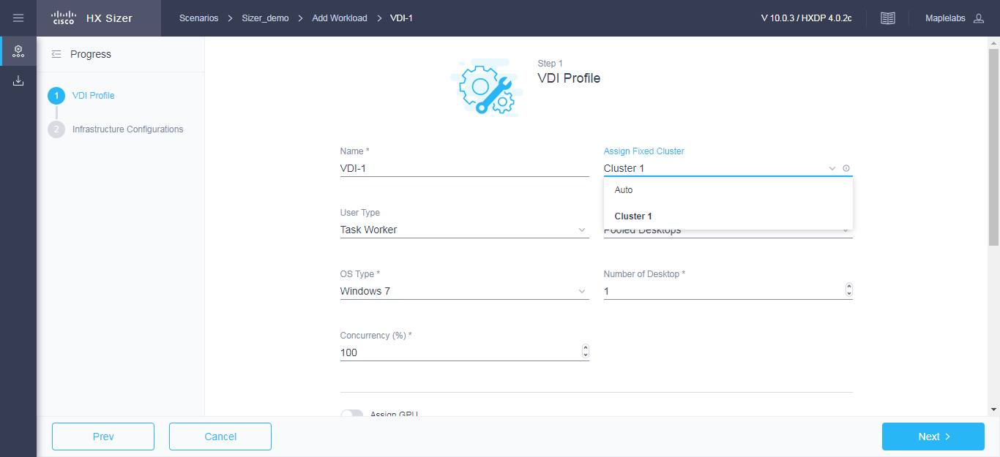 CISCO
HX Sizer
Scenarios > Sizer_demo > Add Workload > VDI-1
V 10.0.3 / HXDP 4.0.2c
Maplelabs
Progress
1 VDI Profile
2 Infrastructure Configurations
Step 1
VDI Profile
Name *
VDI-1
Assign Fixed Cluster
Cluster 1
Auto
Cluster 1
User Type
Task Worker
Pooled Desktops
OS Type *
Windows 7
Number of Desktop *
1
Concurrency (%) *
100
Assign GPU
Prev
Cancel
Next >